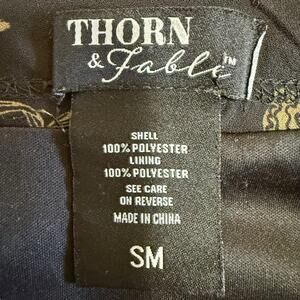 THORN
& Fable™
SHELL
100% POLYESTER
LINING
100% POLYESTER
SEE CARE
ON REVERSE
MADE IN CHINA
SM